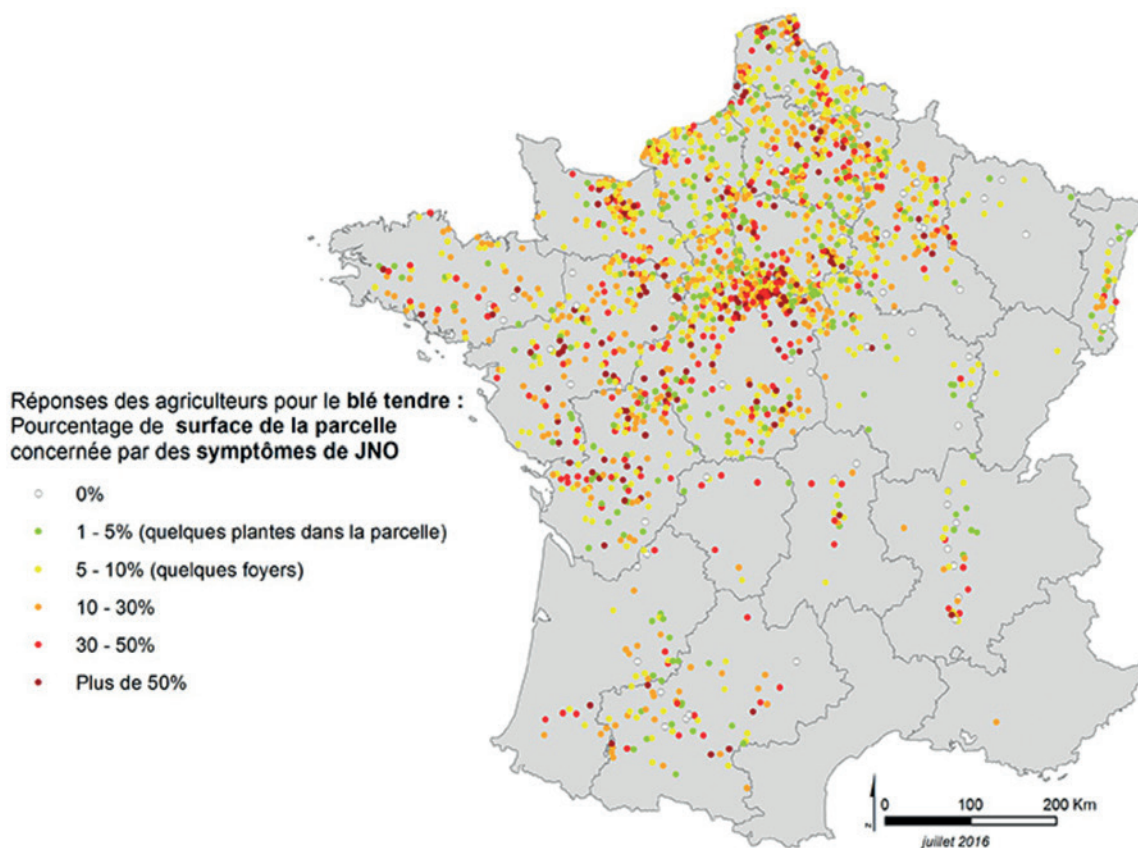 Réponses des agriculteurs pour le blé tendre :
Pourcentage de surface de la parcelle
concernée par des symptômes de JNO
0%
1 - 5% (quelques plantes dans la parcelle)
5 - 10% (quelques foyers)
10 - 30%
30 - 50%
Plus de 50%
N
0 100 200 Km
juillet 2016